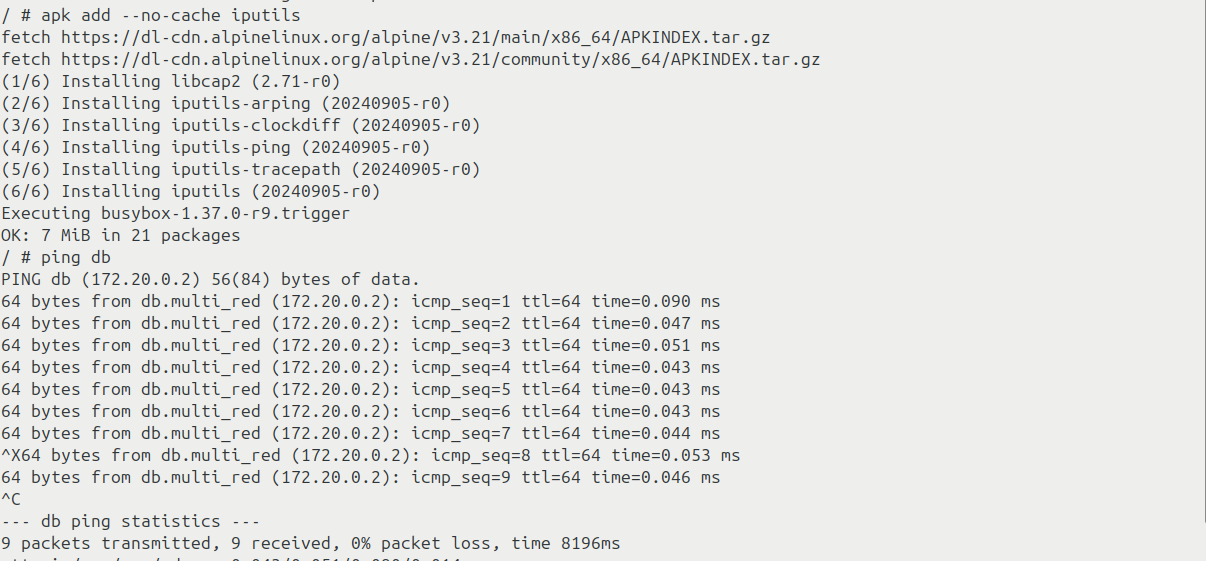 / # apk add --no-cache iputils
fetch https://dl-cdn.alpinelinux.org/alpine/v3.21/main/x86_64/APKINDEX.tar.gz
fetch https://dl-cdn.alpinelinux.org/alpine/v3.21/community/x86_64/APKINDEX.tar.gz
(1/6) Installing libcap2 (2.71-r0)
(2/6) Installing iputils-arping (20240905-r0)
(3/6) Installing iputils-clockdiff (20240905-r0)
(4/6) Installing iputils-ping (20240905-r0)
(5/6) Installing iputils-tracepath (20240905-r0)
(6/6) Installing iputils (20240905-r0)
Executing busybox-1.37.0-r9.trigger
OK: 7 MiB in 21 packages
/ # ping db
PING db (172.20.0.2) 56(84) bytes of data.
64 bytes from db.multi_red (172.20.0.2): icmp_seq=1 ttl=64 time=0.090 ms
64 bytes from db.multi_red (172.20.0.2): icmp_seq=2 ttl=64 time=0.047 ms
64 bytes from db.multi_red (172.20.0.2): icmp_seq=3 ttl=64 time=0.051 ms
64 bytes from db.multi_red (172.20.0.2): icmp_seq=4 ttl=64 time=0.043 ms
64 bytes from db.multi_red (172.20.0.2): icmp_seq=5 ttl=64 time=0.043 ms
64 bytes from db.multi_red (172.20.0.2): icmp_seq=6 ttl=64 time=0.043 ms
64 bytes from db.multi_red (172.20.0.2): icmp_seq=7 ttl=64 time=0.044 ms
^X64 bytes from db.multi_red (172.20.0.2): icmp_seq=8 ttl=64 time=0.053 ms
64 bytes from db.multi_red (172.20.0.2): icmp_seq=9 ttl=64 time=0.046 ms
^C
--- db ping statistics ---
9 packets transmitted, 9 received, 0% packet loss, time 8196ms